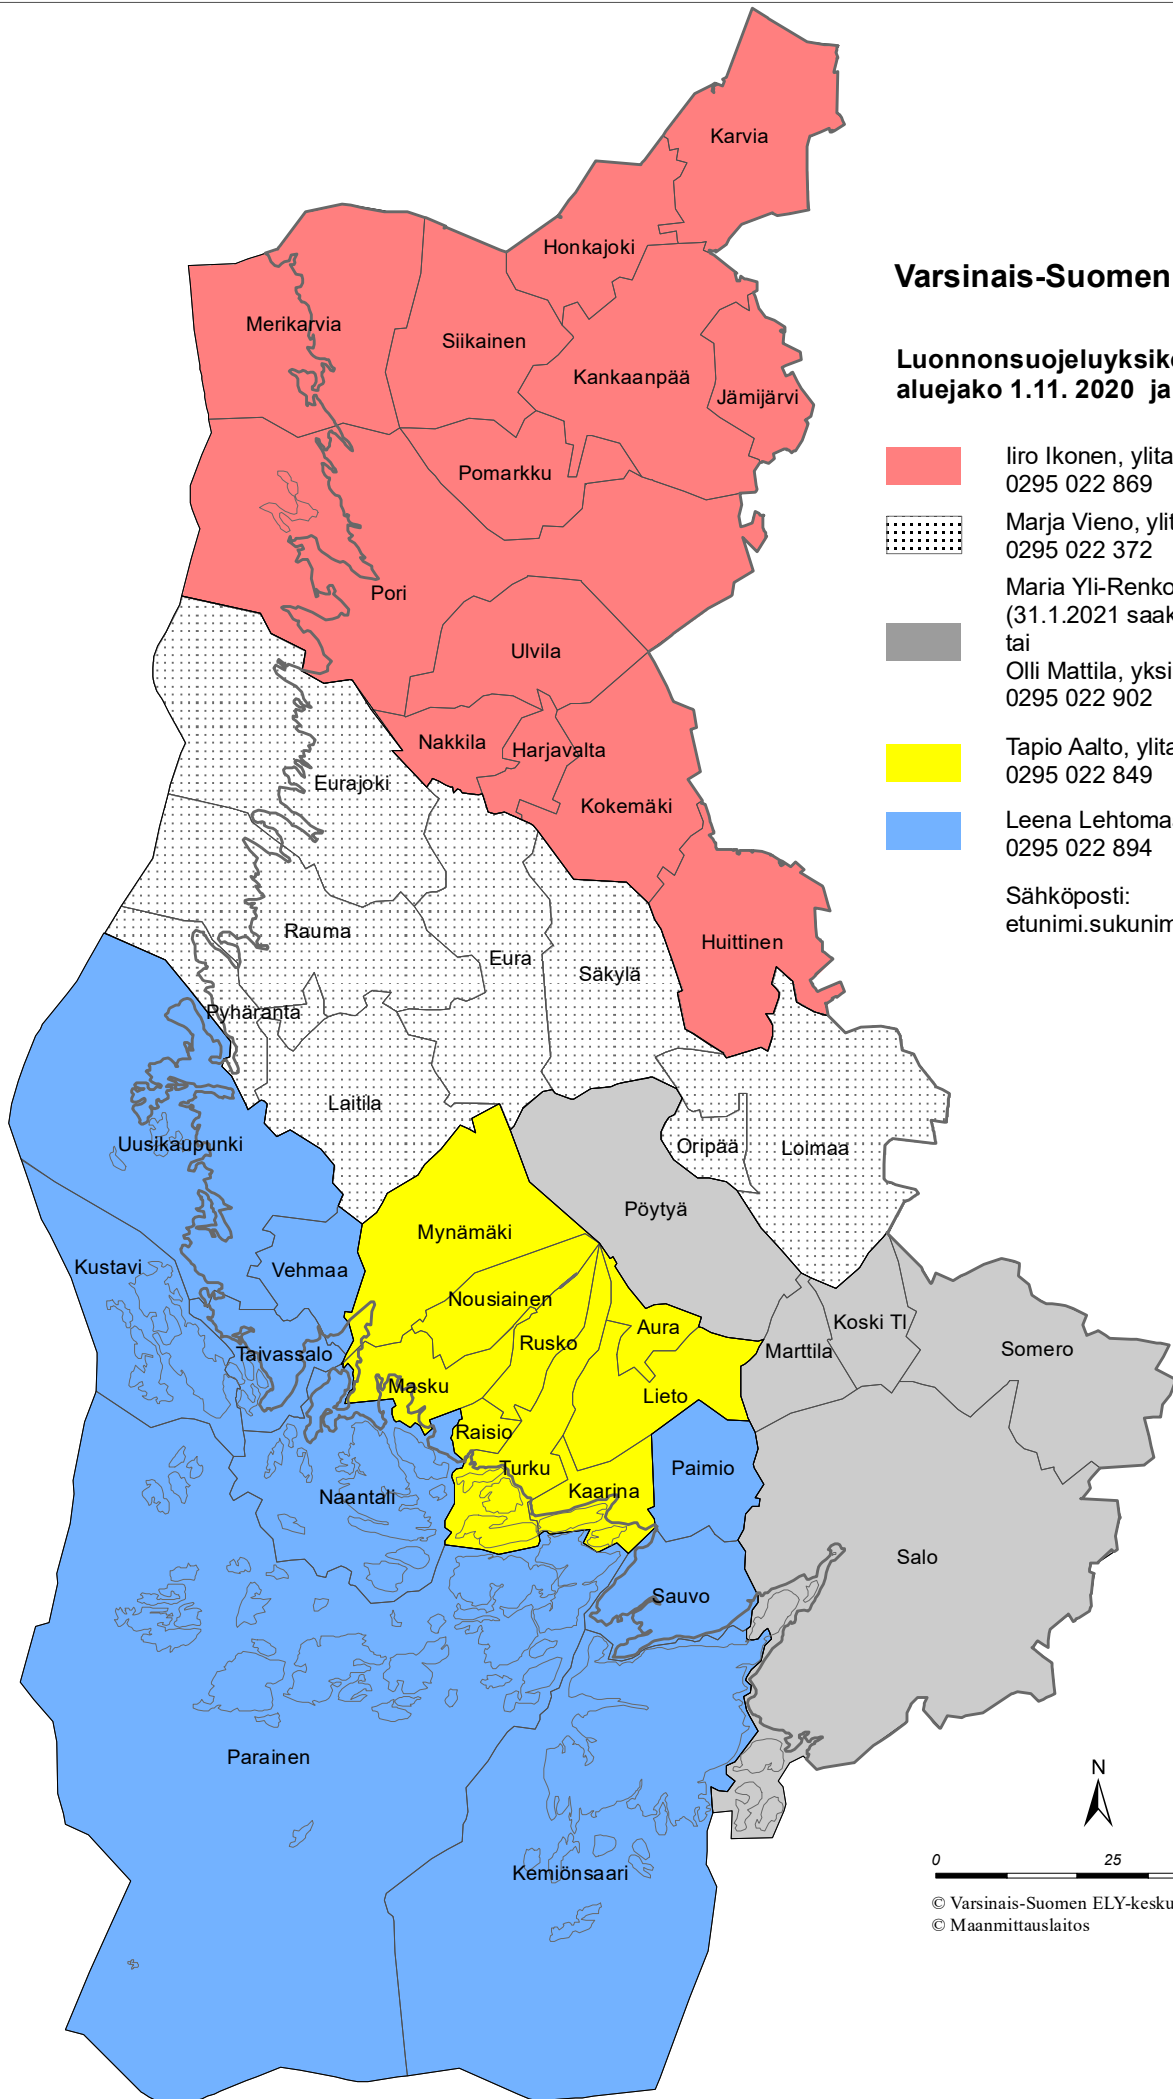 Karvia
Honkajoki
Merikarvia
Siikainen
Kankaanpää
Jämijärvi
Pomarkku
Pori
Ulvila
Nakkila
Harjavalta
Kokemäki
Eurajoki
Rauma
Eura
Säkylä
Huittinen
Pyhäranta
Laitila
Oripää
Loimaa
Uusikaupunki
Pöytyä
Mynämäki
Kustavi
Vehmaa
Nousiainen
Rusko
Aura
Koski Tl
Marttila
Somero
Taivassalo
Masku
Lieto
Raisio
Turku
Paimio
Naantali
Kaarina
Salo
Sauvo
Parainen
Kemiönsaari
Varsinais-Suomen
Luonnonsuojeluyksikö
aluejako 1.11. 2020 ja
Iiro Ikonen, ylita
0295 022 869
Marja Vieno, ylit
0295 022 372
Maria Yli-Renko
(31.1.2021 saak
tai
Olli Mattila, yksi
0295 022 902
Tapio Aalto, ylita
0295 022 849
Leena Lehtoma
0295 022 894
Sähköposti:
etunimi.sukunim
N
0 25
© Varsinais-Suomen ELY-kesku
© Maanmittauslaitos